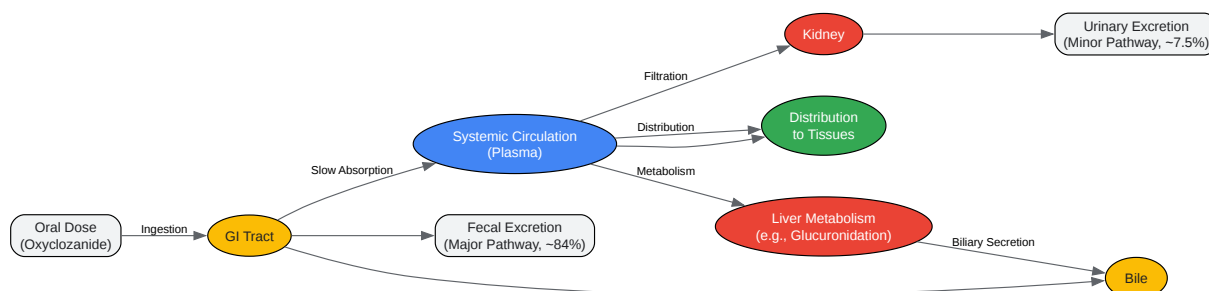 Kidney
Urinary Excretion
(Minor Pathway, ~7.5%)
Filtration
Distribution
to Tissues
Distribution
Systemic Circulation
(Plasma)
Slow Absorption
Metabolism
Oral Dose
(Oxyclozanide)
Ingestion
GI Tract
Fecal Excretion
(Major Pathway, ~84%)
Liver Metabolism
(e.g., Glucuronidation)
Biliary Secretion
Bile